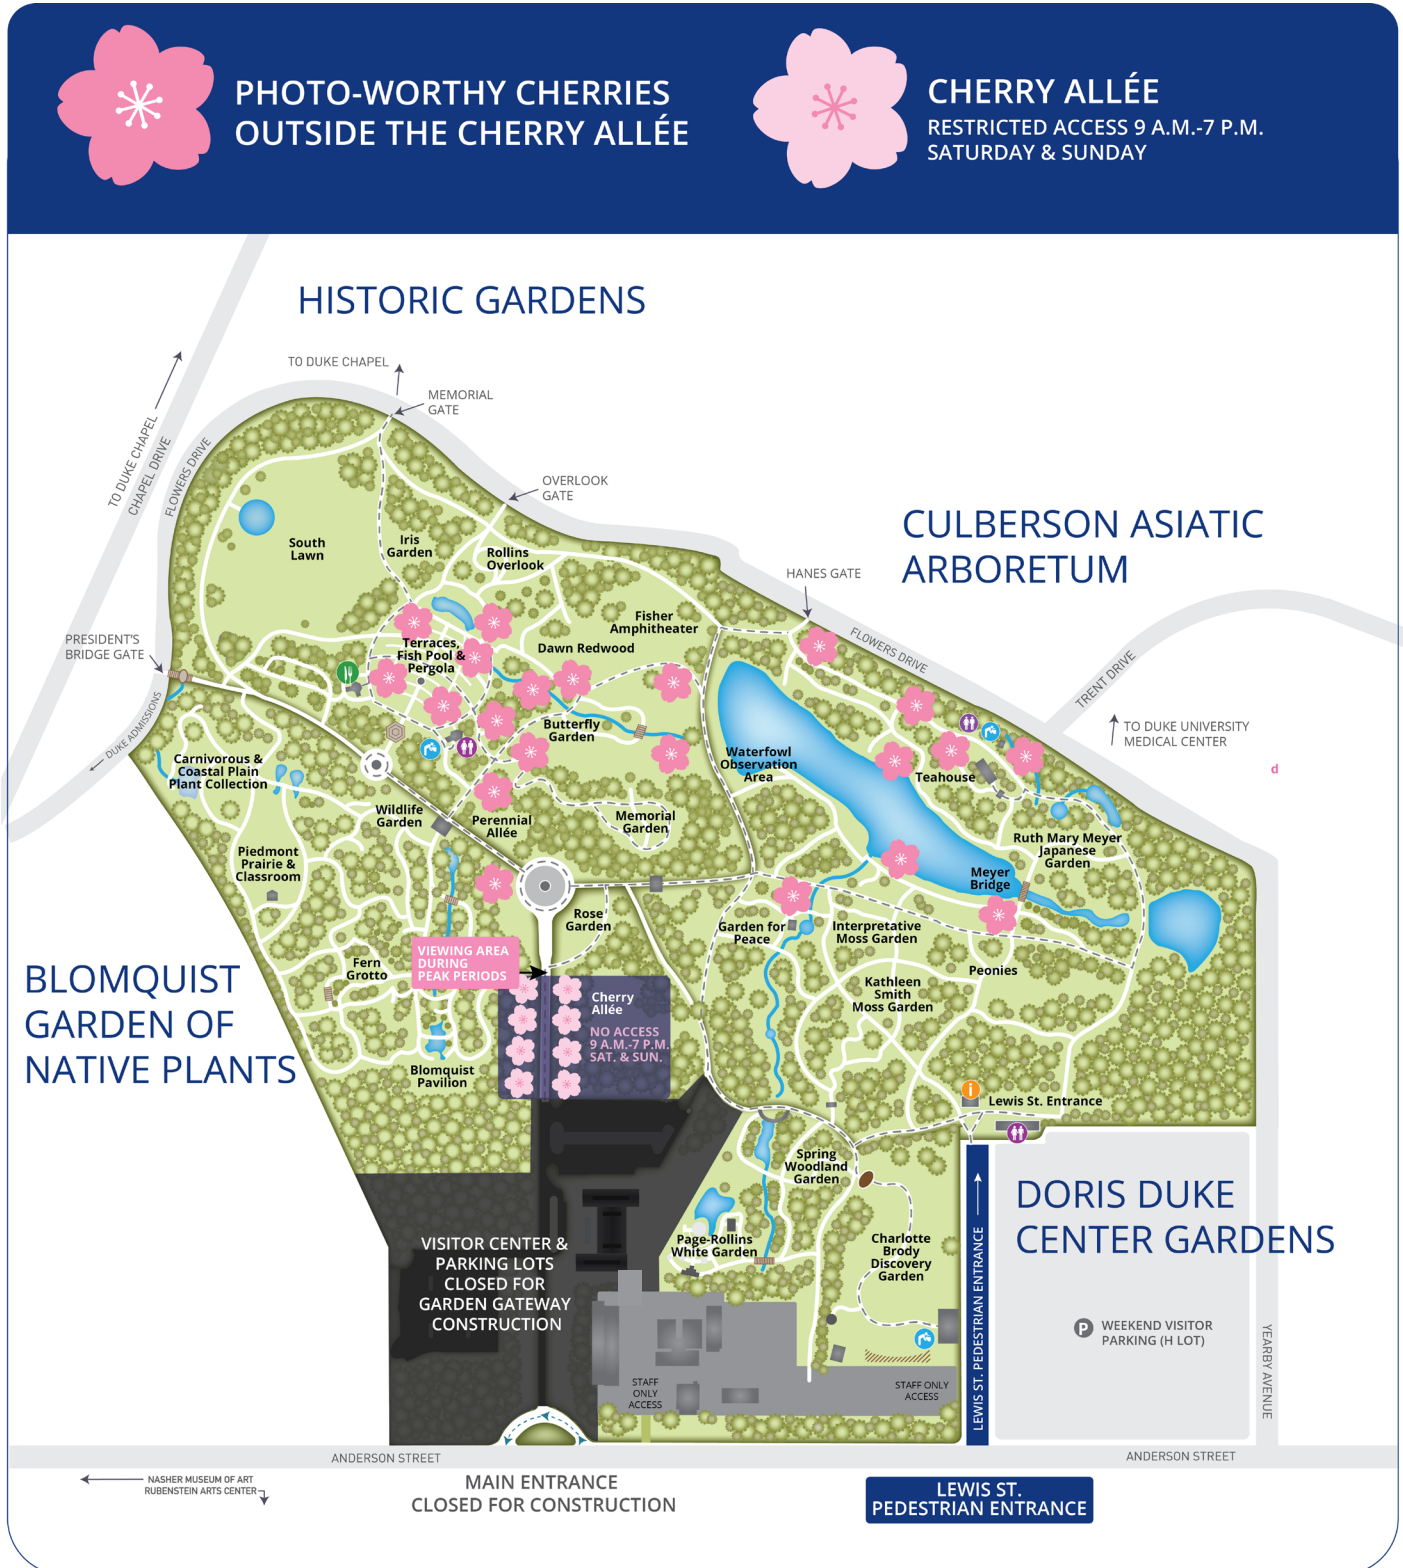 PHOTO-WORTHY CHERRIES
OUTSIDE THE CHERRY ALLÉE
CHERRY ALLÉE
RESTRICTED ACCESS 9 A.M.-7 P.M.
SATURDAY & SUNDAY
HISTORIC GARDENS
TO DUKE CHAPEL
MEMORIAL
GATE
TO DUKE CHAPEL
CHAPEL DRIVE
FLOWERS DRIVE
OVERLOOK
GATE
CULBERSON ASIATIC
ARBORETUM
HANES GATE
FLOWERS DRIVE
TRENT DRIVE
TO DUKE UNIVERSITY
MEDICAL CENTER
d
PRESIDENT'S
BRIDGE GATE
DUKE ADMISSIONS
South
Lawn
Iris
Garden
Rollins
Overlook
Fisher
Amphitheater
Terraces,
Fish Pool &
Pergola
Dawn Redwood
Butterfly
Garden
Waterfowl
Observation
Area
Teahouse
Carnivorous &
Coastal Plain
Plant Collection
Wildlife
Garden
Perennial
Allée
Memorial
Garden
Ruth Mary Meyer
Japanese
Garden
Piedmont
Prairie &
Classroom
Meyer
Bridge
Rose
Garden
Garden for
Peace
Interpretative
Moss Garden
VIEWING AREA
DURING
PEAK PERIODS
Fern
Grotto
Peonies
Kathleen
Smith
Moss Garden
BLOMQUIST
GARDEN OF
NATIVE PLANTS
Cherry
Allée
NO ACCESS
9 A.M.-7 P.M.
SAT. & SUN.
Blomquist
Pavilion
i
Lewis St. Entrance
Spring
Woodland
Garden
DORIS DUKE
CENTER GARDENS
Page-Rollins
White Garden
Charlotte
Brody
Discovery
Garden
VISITOR CENTER &
PARKING LOTS
CLOSED FOR
GARDEN GATEWAY
CONSTRUCTION
LEWIS ST. PEDESTRIAN ENTRANCE
P
WEEKEND VISITOR
PARKING (H LOT)
YEARBY AVENUE
STAFF
ONLY
ACCESS
STAFF ONLY
ACCESS
ANDERSON STREET
ANDERSON STREET
NASHER MUSEUM OF ART
RUBENSTEIN ARTS CENTER
MAIN ENTRANCE
CLOSED FOR CONSTRUCTION
LEWIS ST.
PEDESTRIAN ENTRANCE